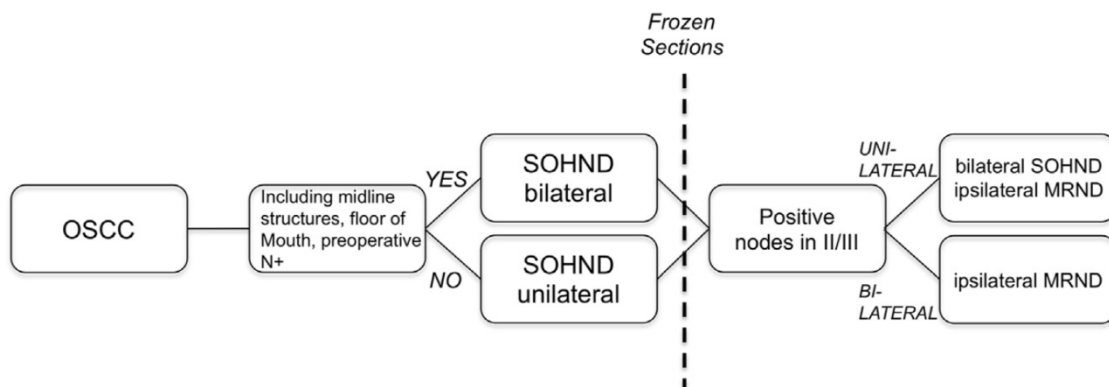 Frozen
Sections
OSCC
Including midline
structures, floor of
Mouth, preoperative
N+
YES
NO
SOHND
bilateral
SOHND
unilateral
Positive
nodes in II/III
UNI-
LATERAL
BI-
LATERAL
bilateral SOHND
ipsilateral MRND
ipsilateral MRND